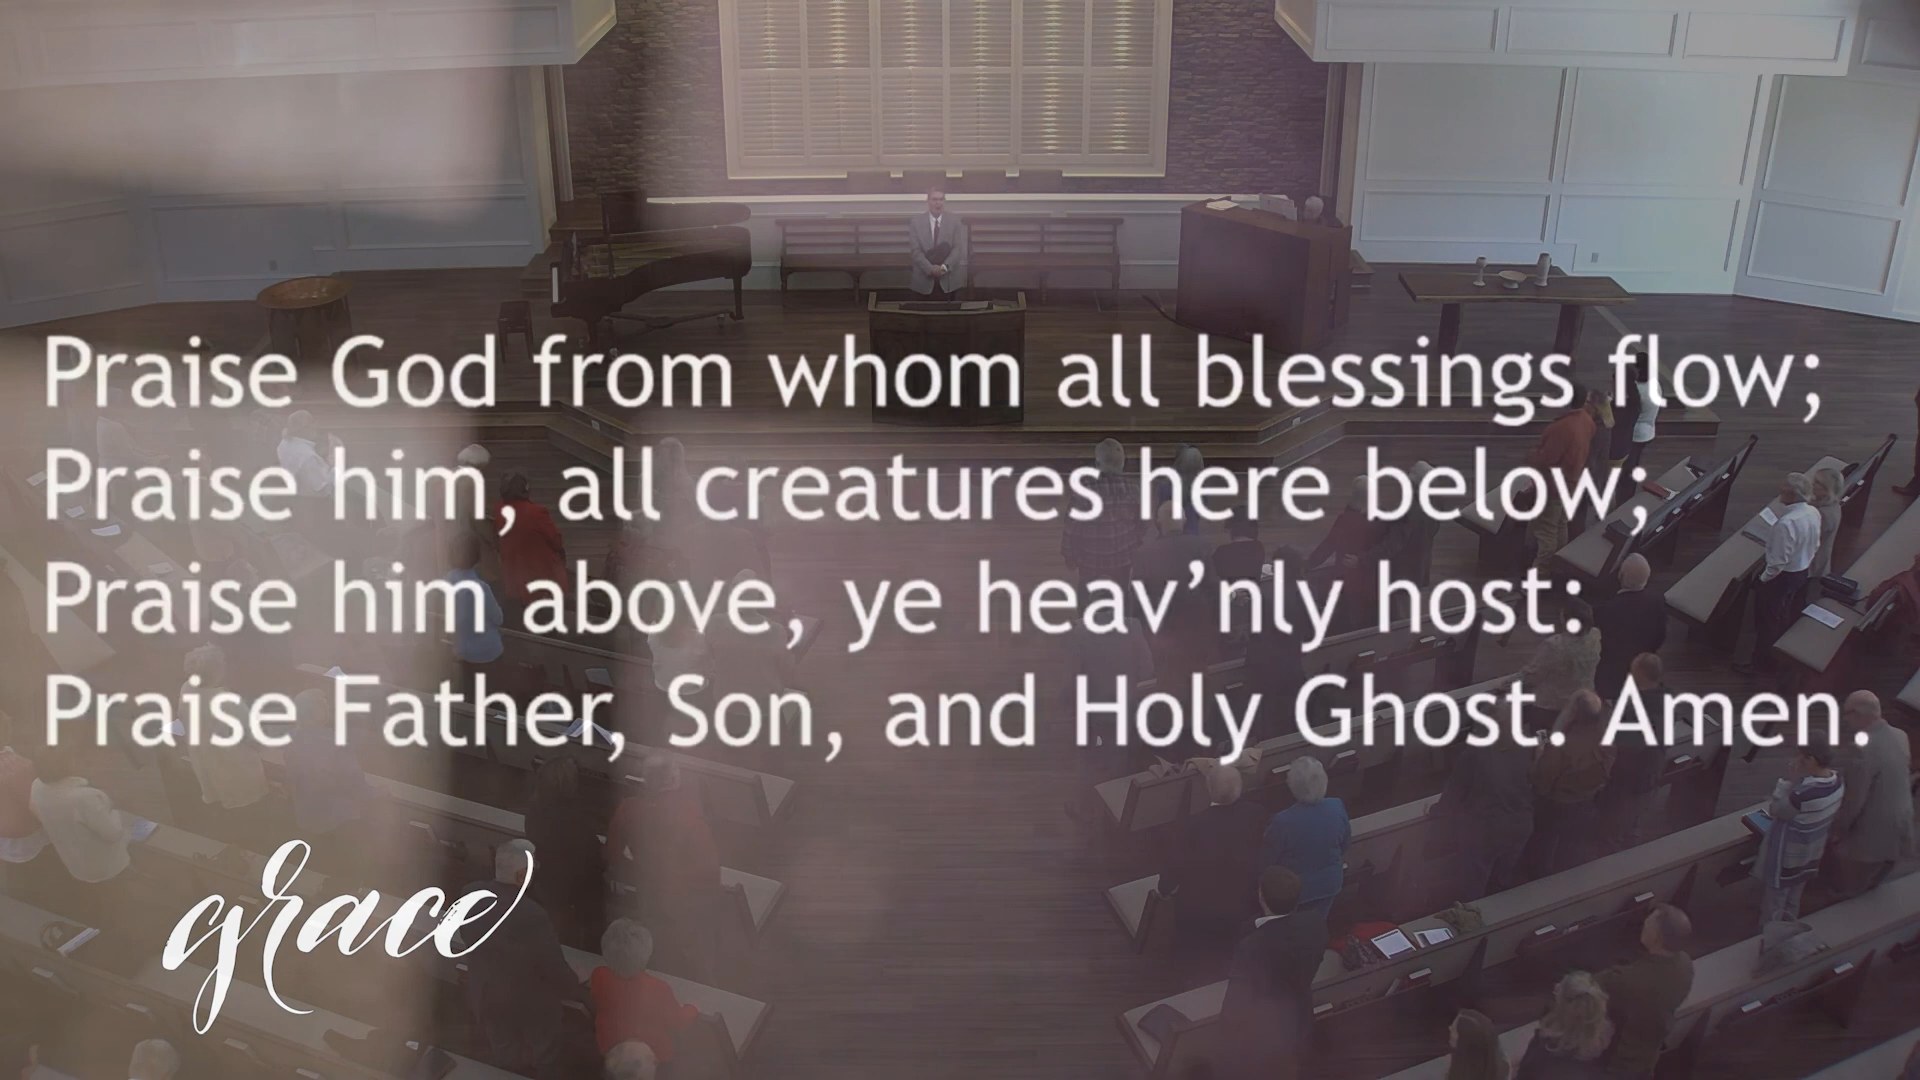 Praise God from whom all blessings flow;
Praise him, all creatures here below;
Praise him above, ye heav’nly host:
Praise Father, Son, and Holy Ghost. Amen.
grace